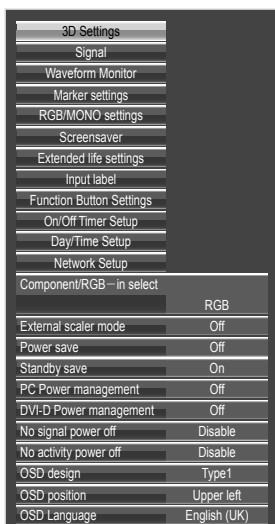 3D Settings
Signal
Waveform Monitor
Marker settings
RGB/MONO settings
Screensaver
Extended life settings
Input label
Function Button Settings
On/Off Timer Setup
Day/Time Setup
Network Setup
Component/RGB－in select
RGB
External scaler mode Off
Power save Off
Standby save On
PC Power management Off
DVI-D Power management Off
No signal power off Disable
No activity power off Disable
OSD design Type1
OSD position Upper left
OSD Language English (UK)